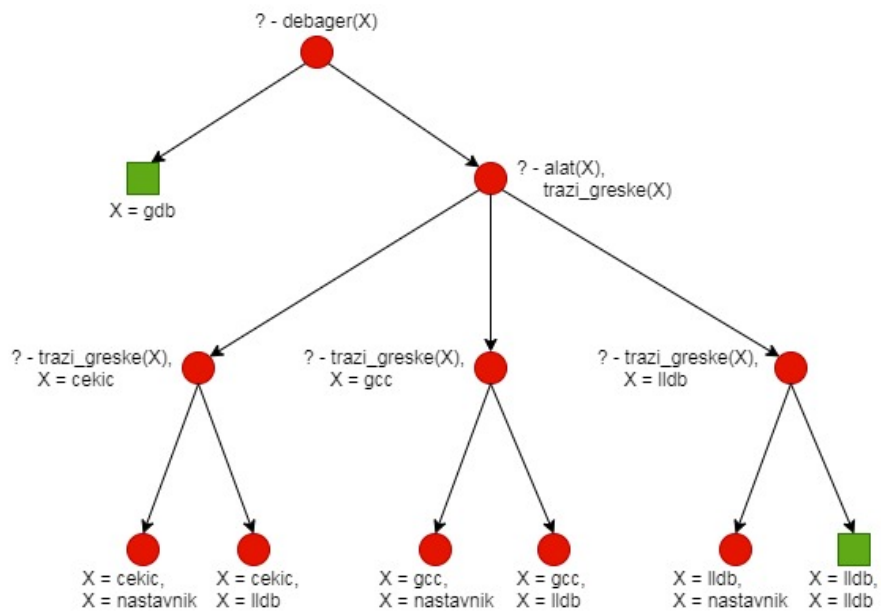 ? - debager(X)
X = gdb
? - alat(X),
trazi_greske(X)
? - trazi_greske(X),
X = cekic
? - trazi_greske(X),
X = gcc
? - trazi_greske(X),
X = lldb
X = cekic,
X = nastavnik
X = cekic,
X = lldb
X = gcc,
X = nastavnik
X = gcc,
X = lldb
X = lldb,
X = nastavnik
X = lldb,
X = lldb